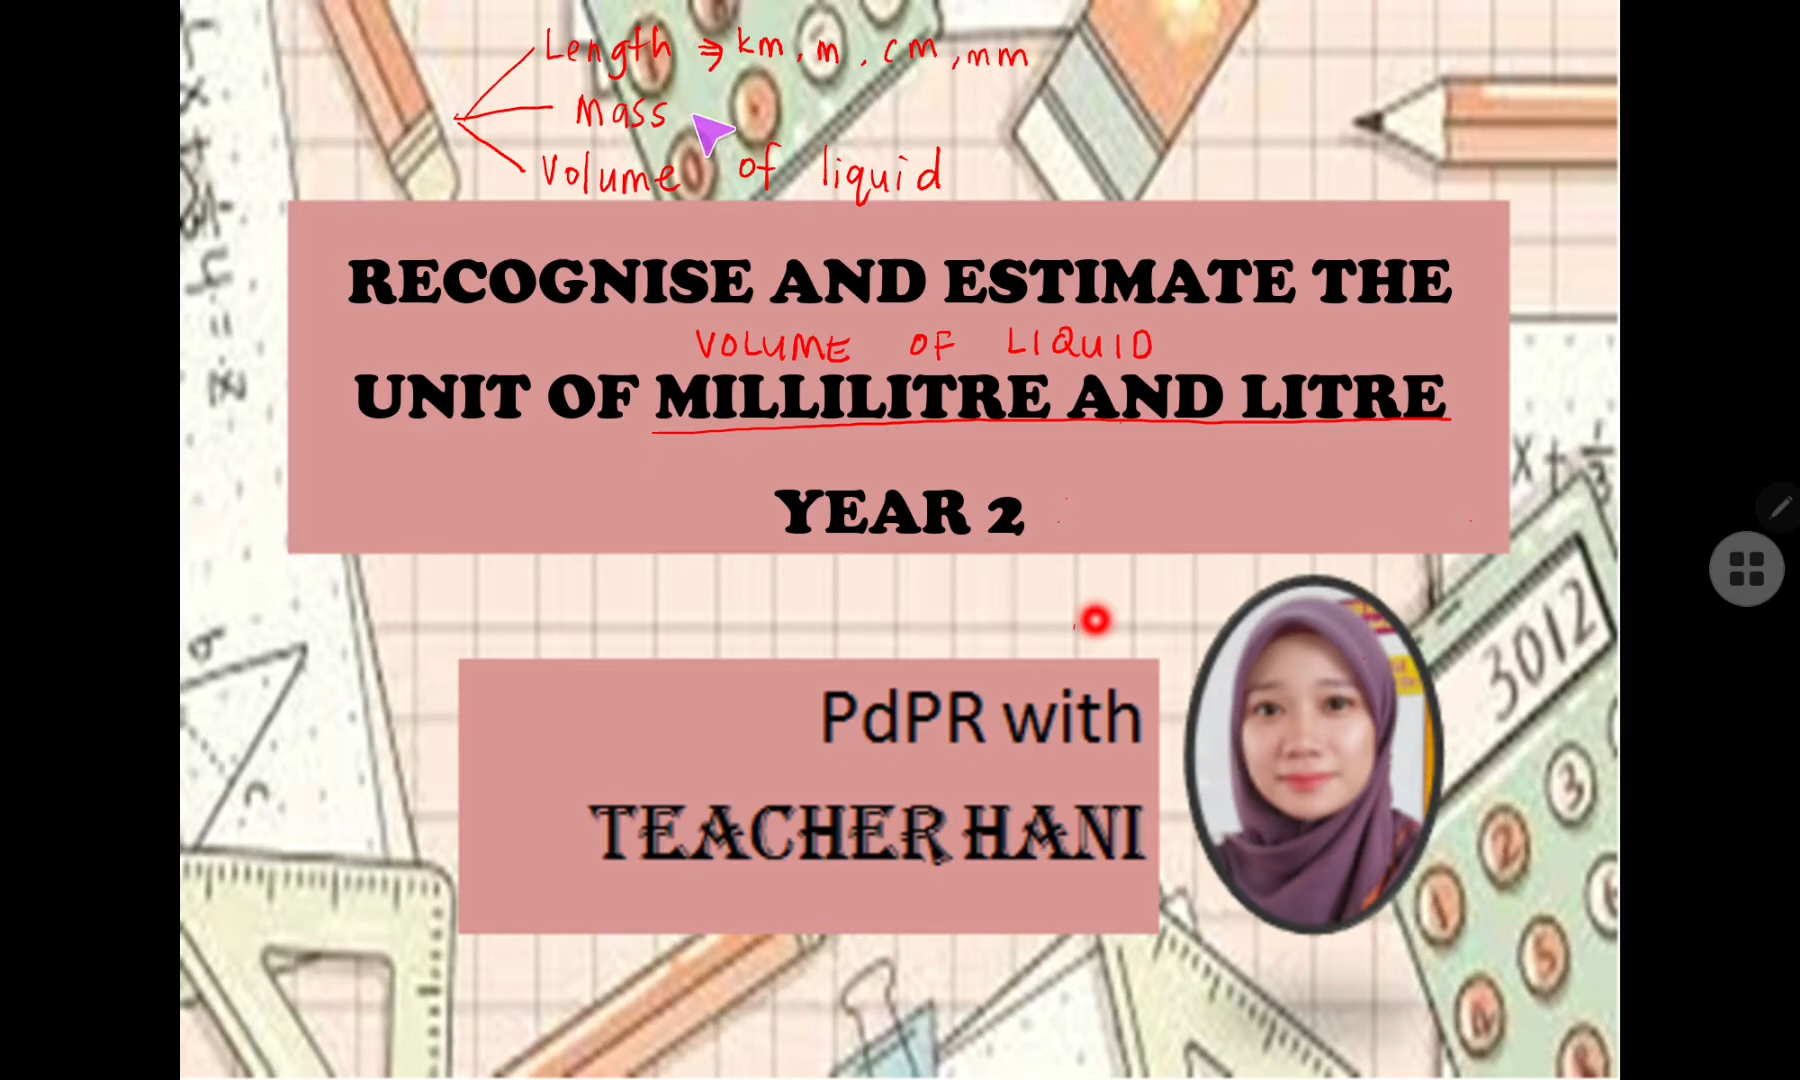 Length ⇒ km, m, cm, mm
Mass
Volume of liquid
RECOGNISE AND ESTIMATE THE
VOLUME OF LIQUID
UNIT OF MILLILITRE AND LITRE
YEAR 2
PdPR with
TEACHER HANI
3012